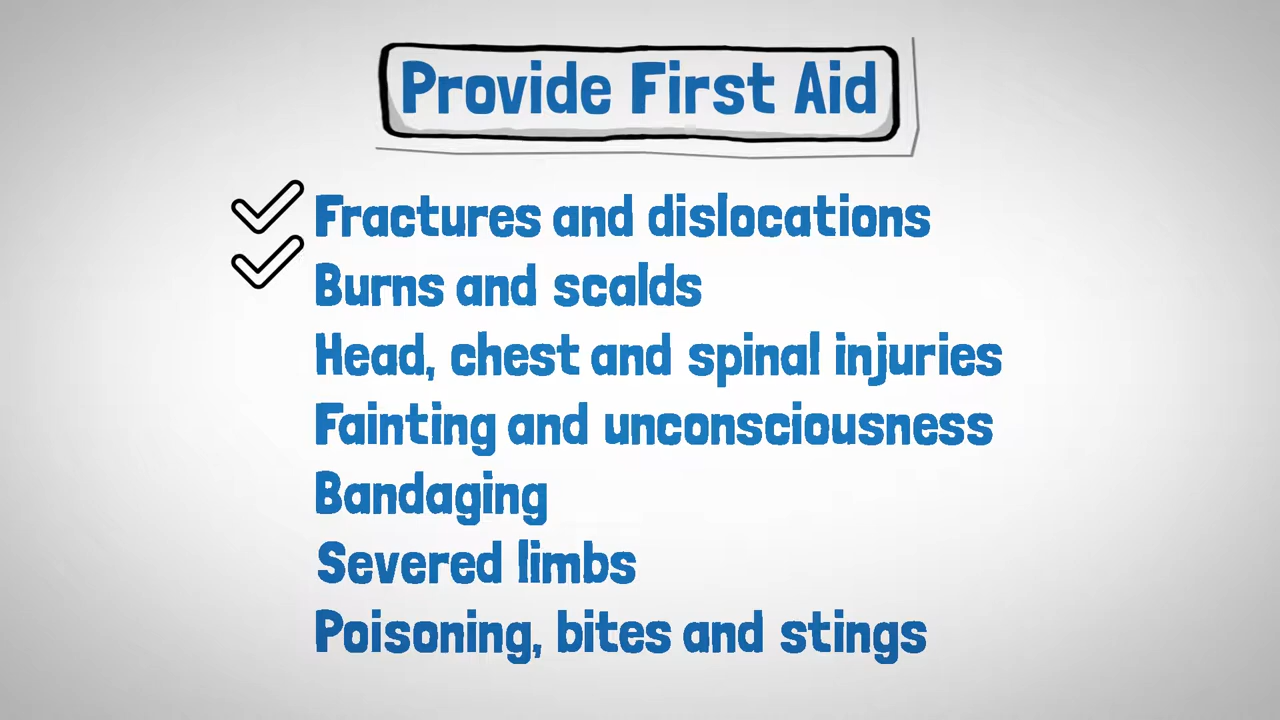 Provide First Aid
Fractures and dislocations
Burns and scalds
Head, chest and spinal injuries
Fainting and unconsciousness
Bandaging
Severed limbs
Poisoning, bites and stings